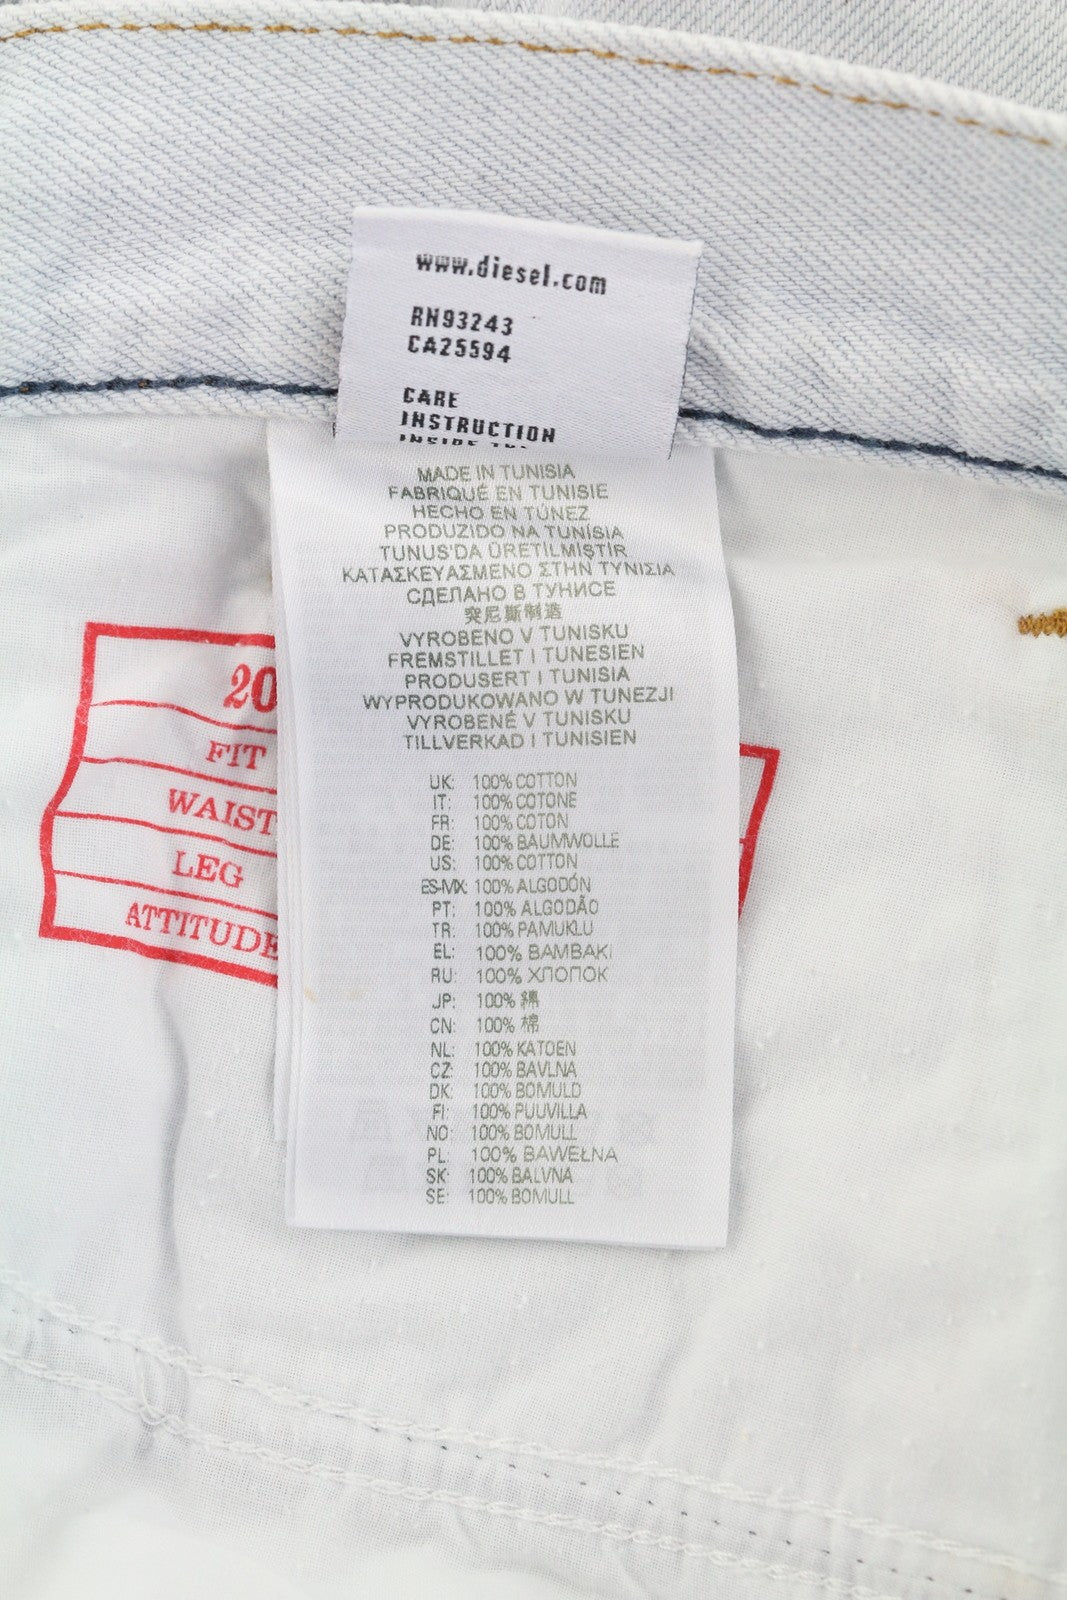 www.diesel.com
RN93243
CA25594
CARE
INSTRUCTION
MADE IN TUNISIA
FABRIQUÉ EN TUNISIE
HECHO EN TÚNEZ
PRODUZIDO NA TUNÍSIA
TUNUS'DA ÜRETİLMİŞTİR
ΚΑΤΑΣΚΕΥΑΣΜΕΝΟ ΣΤΗΝ ΤΥΝΙΣΙΑ
СДЕЛАНО В ТУНИСЕ
突尼斯制造
VYROBENO V TUNISKU
FREMSTILLET I TUNESIEN
PRODUSERT I TUNISIA
WYPRODUKOWANO W TUNEZJI
VYROBENÉ V TUNISKU
TILLVERKAD I TUNISIEN
UK: 100% COTTON
IT: 100% COTONE
FR: 100% COTON
DE: 100% BAUMWOLLE
US: 100% COTTON
ES-MX: 100% ALGODÓN
PT: 100% ALGODÃO
TR: 100% PAMUKLU
EL: 100% ΒΑΜΒΑΚΙ
RU: 100% ХЛОПОК
JP: 100% 綿
CN: 100% 棉
NL: 100% KATOEN
CZ: 100% BAVLNA
DK: 100% BOMULD
FI: 100% PUUVILLA
NO: 100% BOMULL
PL: 100% BAWEŁNA
SK: 100% BALVNA
SE: 100% BOMULL
20
FIT
WAIST
LEG
ATTITUDE